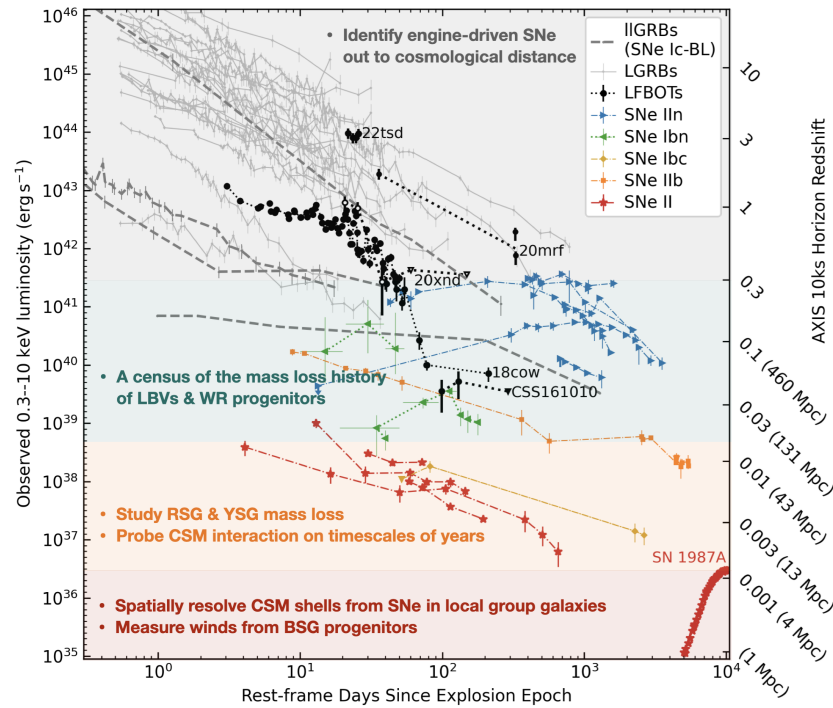 • Identify engine-driven SNe
out to cosmological distance
llGRBs
(SNe Ic-BL)
LGRBs
LFBOTs
SNe IIn
SNe Ibn
SNe Ibc
SNe IIb
SNe II
22tsd
20mrf
20xnd
18cow
CSS161010
SN 1987A
• A census of the mass loss history
of LBVs & WR progenitors
• Study RSG & YSG mass loss
• Probe CSM interaction on timescales of years
• Spatially resolve CSM shells from SNe in local group galaxies
• Measure winds from BSG progenitors
Observed 0.3--10 keV luminosity (erg s⁻¹)
10⁴⁶
10⁴⁵
10⁴⁴
10⁴³
10⁴²
10⁴¹
10⁴⁰
10³⁹
10³⁸
10³⁷
10³⁶
10³⁵
10⁰ 10¹ 10² 10³ 10⁴
Rest-frame Days Since Explosion Epoch
AXIS 10ks Horizon Redshift
10
3
1
0.3
0.1 (460 Mpc)
0.03 (131 Mpc)
0.01 (43 Mpc)
0.003 (13 Mpc)
0.001 (4 Mpc)
(1 Mpc)